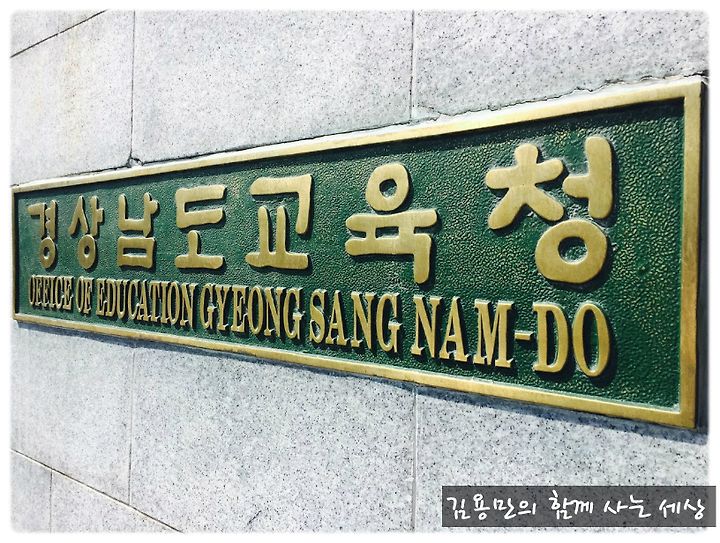 경상남도교육청
OFFICE OF EDUCATION GYEONG SANG NAM-DO
김용만의 함께 사는 세상